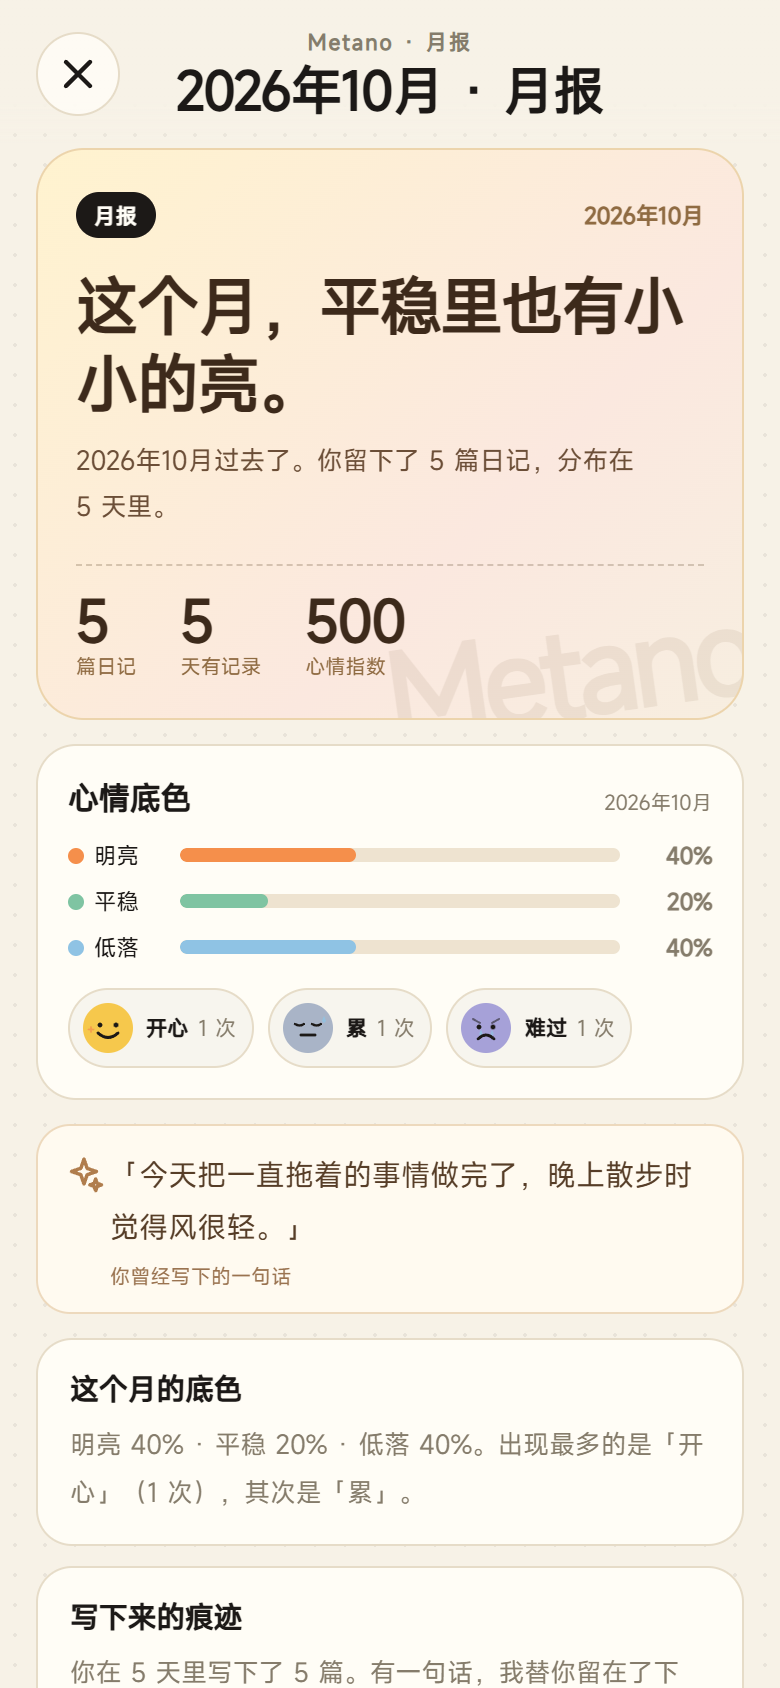 Metano · 月报
2026年10月 · 月报
月报
2026年10月
这个月，平稳里也有小
小的亮。
2026年10月过去了。你留下了 5 篇日记，分布在
5 天里。
5
篇日记
5
天有记录
500
心情指数
Metano
心情底色
2026年10月
明亮 40%
平稳 20%
低落 40%
开心 1 次
累 1 次
难过 1 次
「今天把一直拖着的事情做完了，晚上散步时
觉得风很轻。」
你曾经写下的一句话
这个月的底色
明亮 40% · 平稳 20% · 低落 40%。出现最多的是「开
心」（1 次），其次是「累」。
写下来的痕迹
你在 5 天里写下了 5 篇。有一句话，我替你留在了下